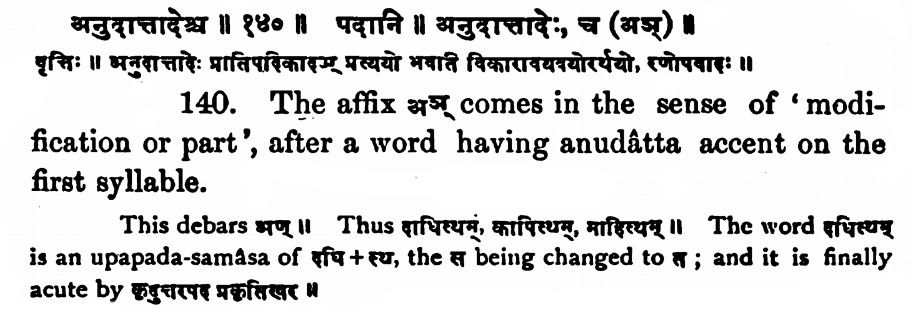 अनुदात्तादेश्च ॥ १४० ॥ पदानि ॥ अनुदात्तादेः, च (अञ्) ॥
वृत्तिः ॥ अनुदात्तादेः प्रातिपदिकादञ् प्रत्ययो भवति विकारावयवयोरर्थयो, रणोपवादः ॥
140. The affix अञ् comes in the sense of ‘modi-
fication or part’, after a word having anudâtta accent on the
first syllable.
This debars अण् ॥ Thus दाधित्थम्, कापित्थम्, माहित्थम् ॥ The word दधित्थम्
is an upapada-samâsa of दधि + स्थ, the स being changed to त ; and it is finally
acute by कृदुत्तरपद प्रकृतिस्वर ॥